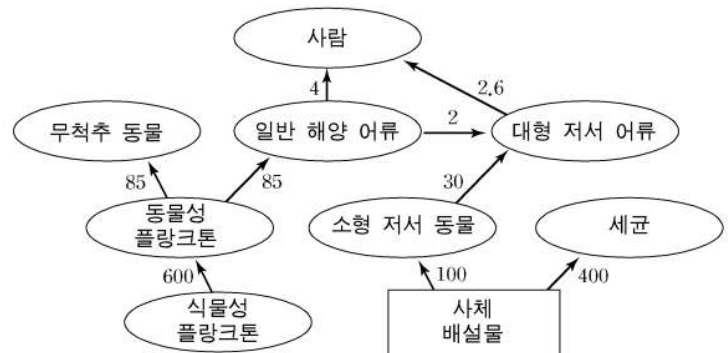 사람
4
2.6
무척추 동물
일반 해양 어류
2
대형 저서 어류
85
85
30
동물성
플랑크톤
소형 저서 동물
세균
600
100
400
식물성
플랑크톤
사체
배설물